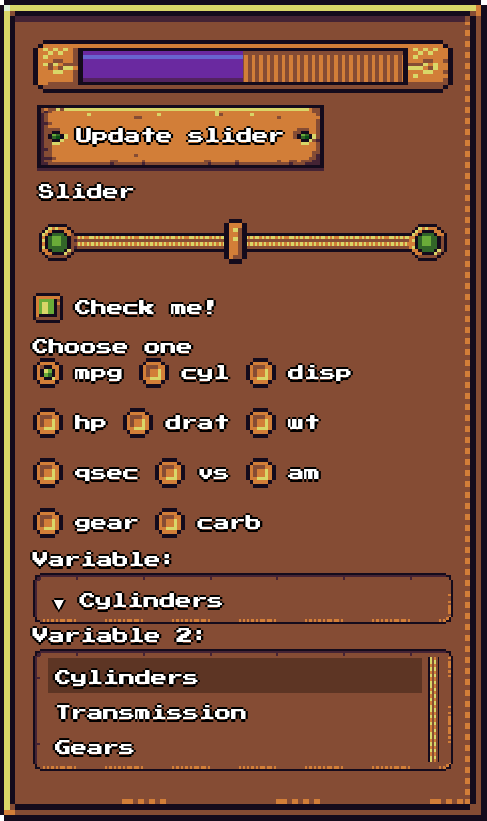 Update slider
Slider
Check me!
Choose one
mpg cyl disp
hp drat wt
qsec vs am
gear carb
Variable:
Cylinders
Variable 2:
Cylinders
Transmission
Gears